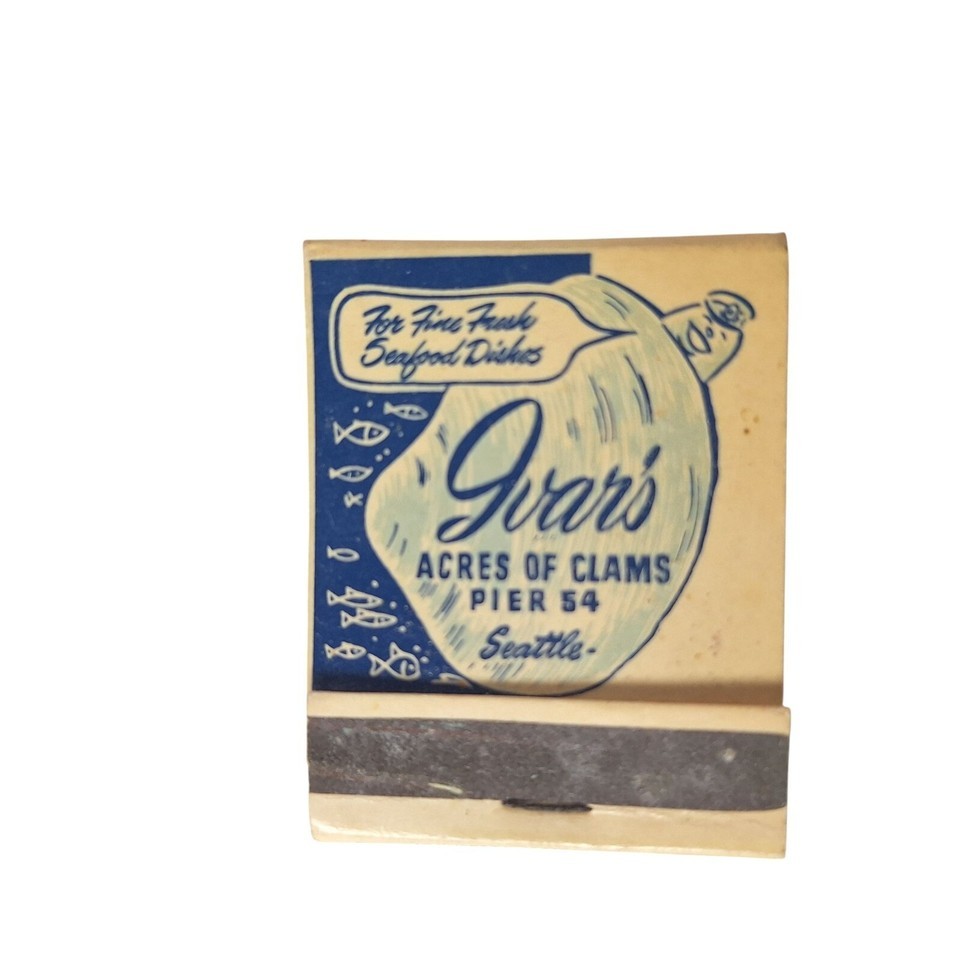 For Fine Fresh
Seafood Dishes
Ivar's
ACRES OF CLAMS
PIER 54
Seattle-